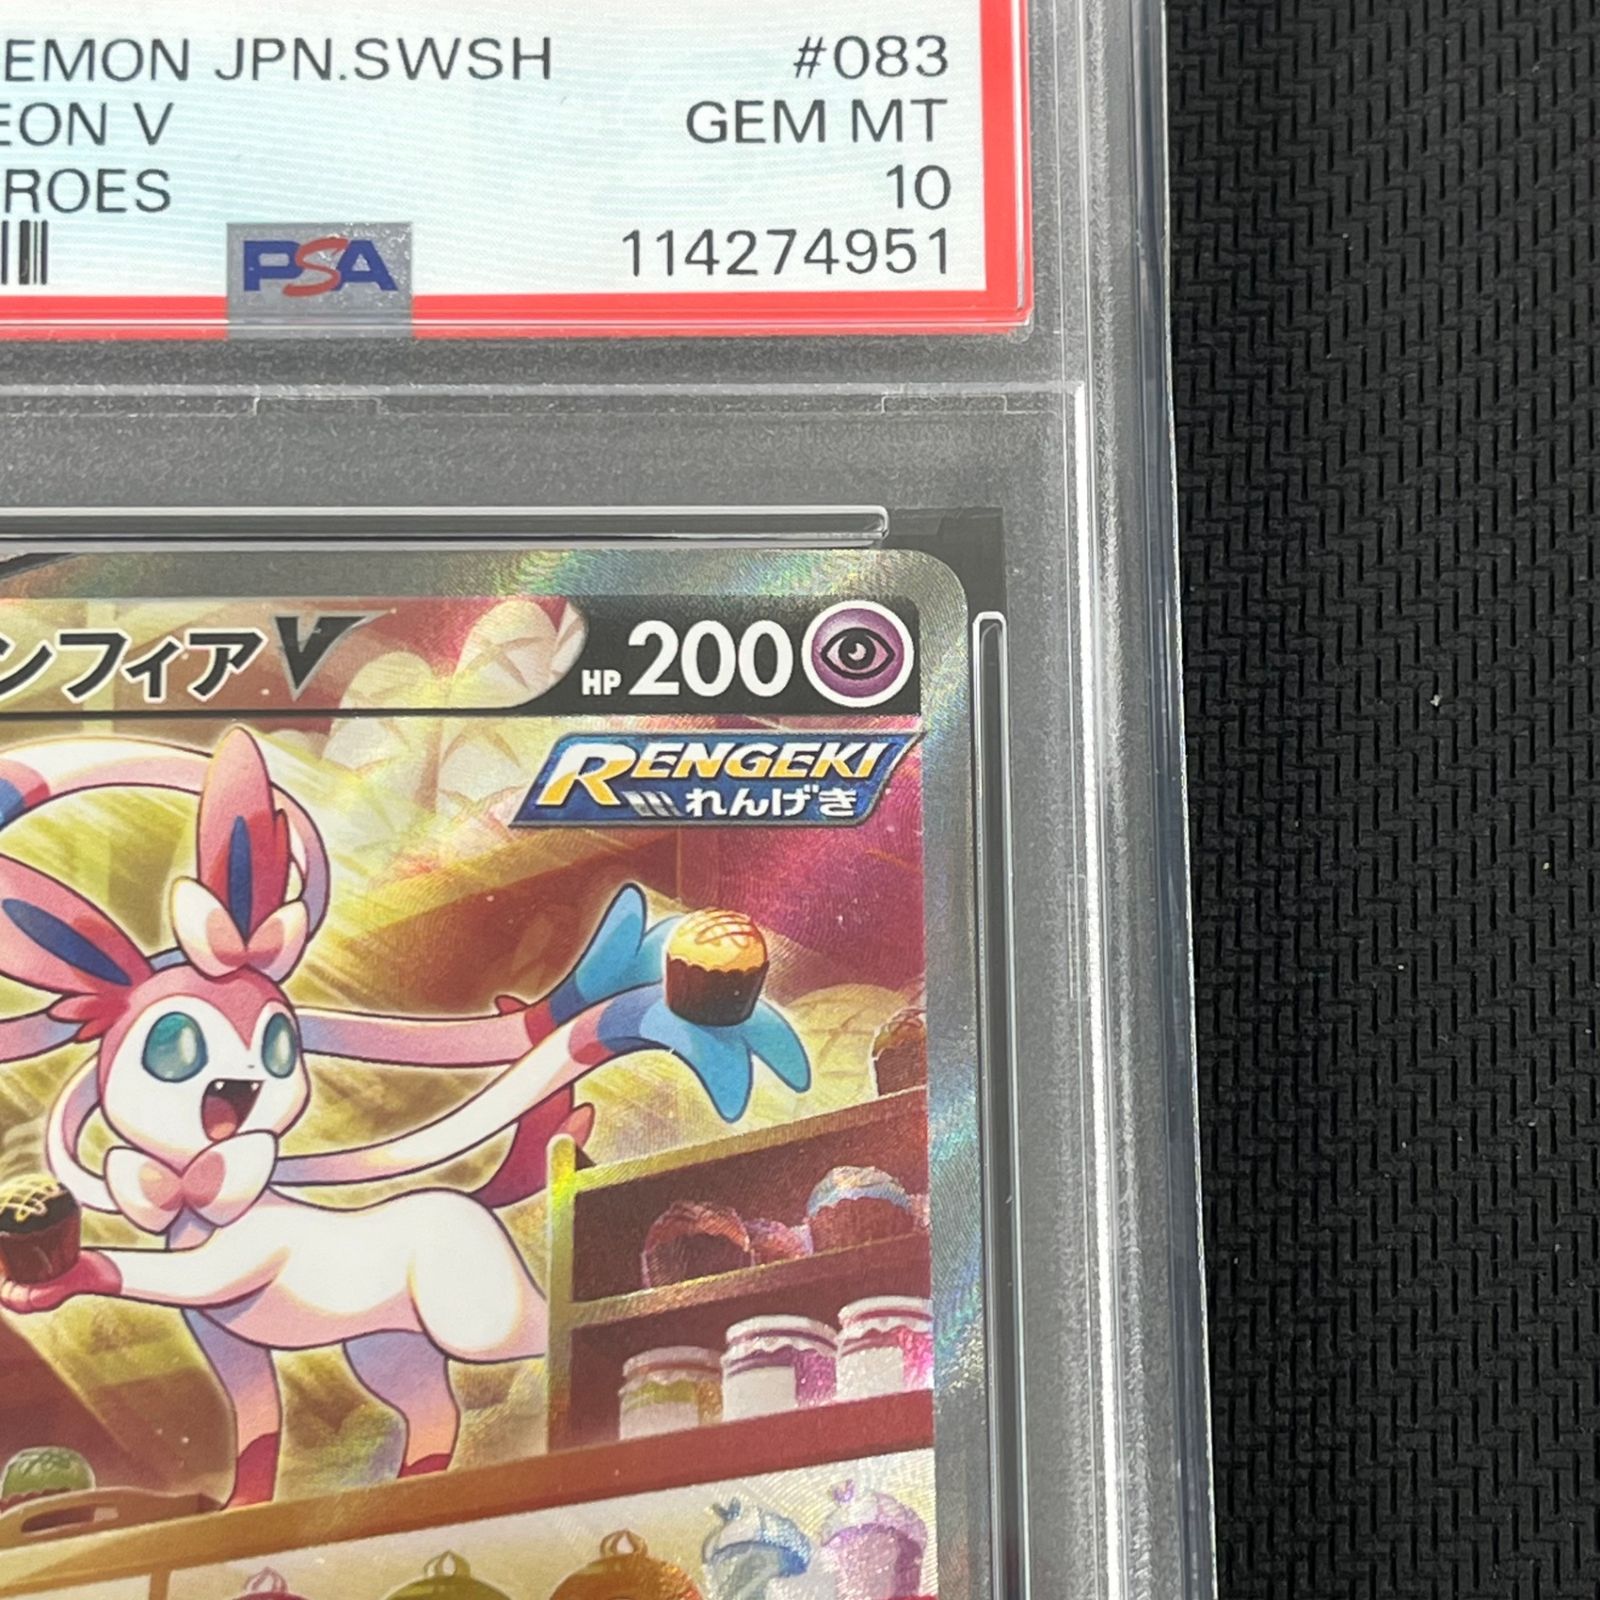 EMON JPN.SWSH #083
EON V GEM MT
ROES 10
PSA 114274951
ンフィアV HP200
RENGEKI
れんげき